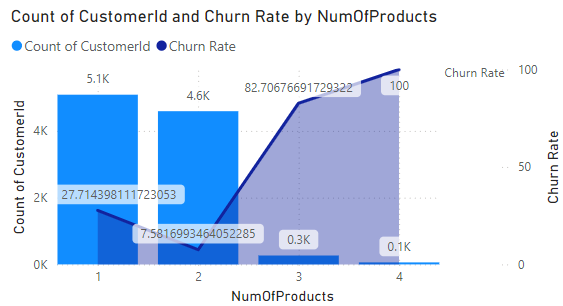 Count of CustomerId and Churn Rate by NumOfProducts
Count of CustomerId Churn Rate
5.1K
4.6K
82.70676691729322
100
Churn Rate
100
4K
50
2K
27.714398111723053
7.5816993464052285
0.3K
0.1K
0K
0
1 2 3 4
Count of CustomerId
Churn Rate
NumOfProducts